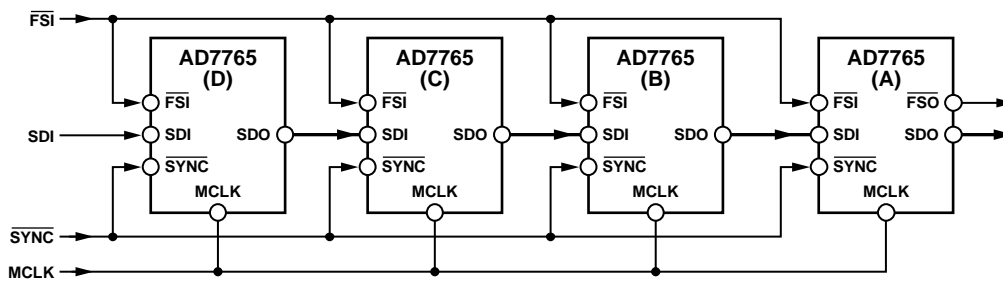 FSI
AD7765
(D)
AD7765
(C)
AD7765
(B)
AD7765
(A)
FSI
FSI
FSI
FSI
FSO
SDI
SDI
SDO
SDI
SDO
SDI
SDO
SDI
SDO
SYNC
SYNC
SYNC
SYNC
MCLK
MCLK
MCLK
MCLK
SYNC
MCLK